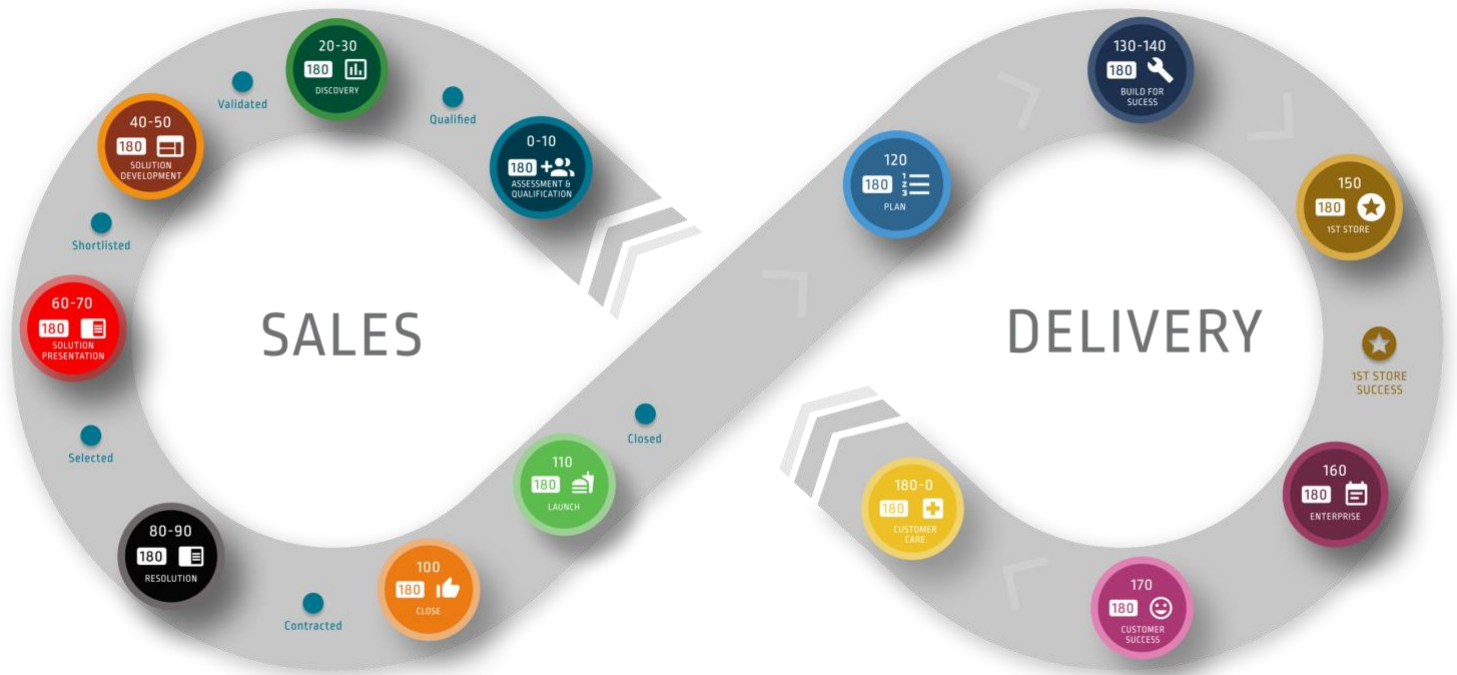 0-10
180
ASSESSMENT &
QUALIFICATION
Qualified
20-30
180
DISCOVERY
Validated
40-50
180
SOLUTION
DEVELOPMENT
Shortlisted
60-70
180
SOLUTION
PRESENTATION
Selected
80-90
180
RESOLUTION
Contracted
100
180
CLOSE
110
180
LAUNCH
Closed
SALES
120
180
1
2
3
PLAN
130-140
180
BUILD FOR
SUCESS
150
180
1ST STORE
1ST STORE
SUCCESS
160
180
ENTERPRISE
170
180
CUSTOMER
SUCCESS
180-0
180
CUSTOMER
CARE
DELIVERY